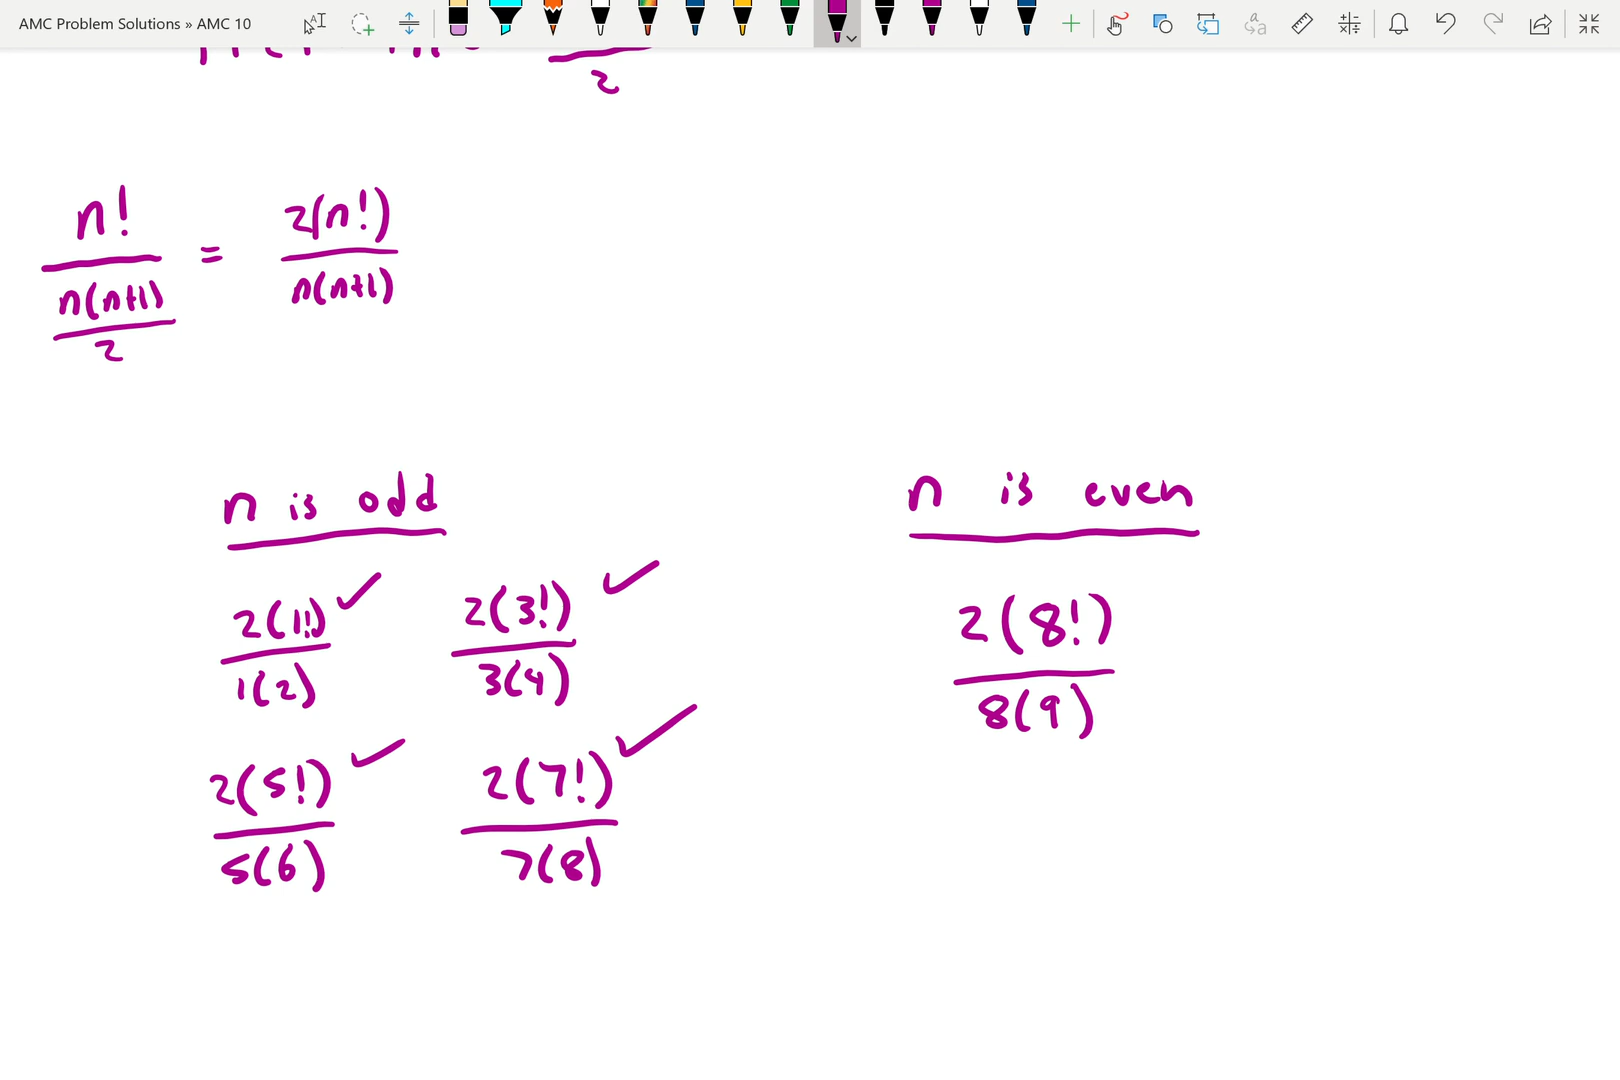 AMC Problem Solutions » AMC 10
2
n! / (n(n+1) / 2) = 2(n!) / n(n+1)
n is odd
n is even
2(1!) / 1(2) ✓
2(3!) / 3(4) ✓
2(8!) / 8(9)
2(5!) / 5(6) ✓
2(7!) / 7(8) ✓